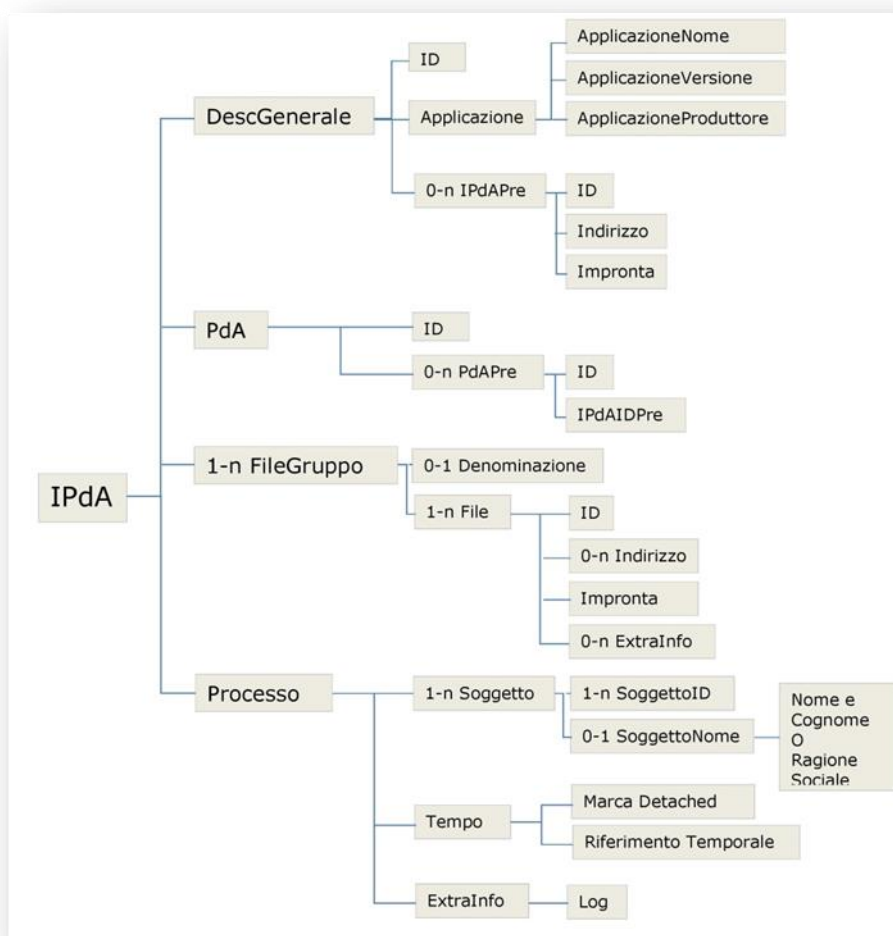 ApplicazioneNome
ID
ApplicazioneVersione
DescGenerale
Applicazione
ApplicazioneProduttore
0-n IPdAPre
ID
Indirizzo
Impronta
PdA
ID
0-n PdAPre
ID
IPdAIDPre
1-n FileGruppo
0-1 Denominazione
IPdA
1-n File
ID
0-n Indirizzo
Impronta
0-n ExtraInfo
Processo
1-n Soggetto
1-n SoggettoID
0-1 SoggettoNome
Nome e
Cognome
O
Ragione
Sociale
Tempo
Marca Detached
Riferimento Temporale
ExtraInfo
Log